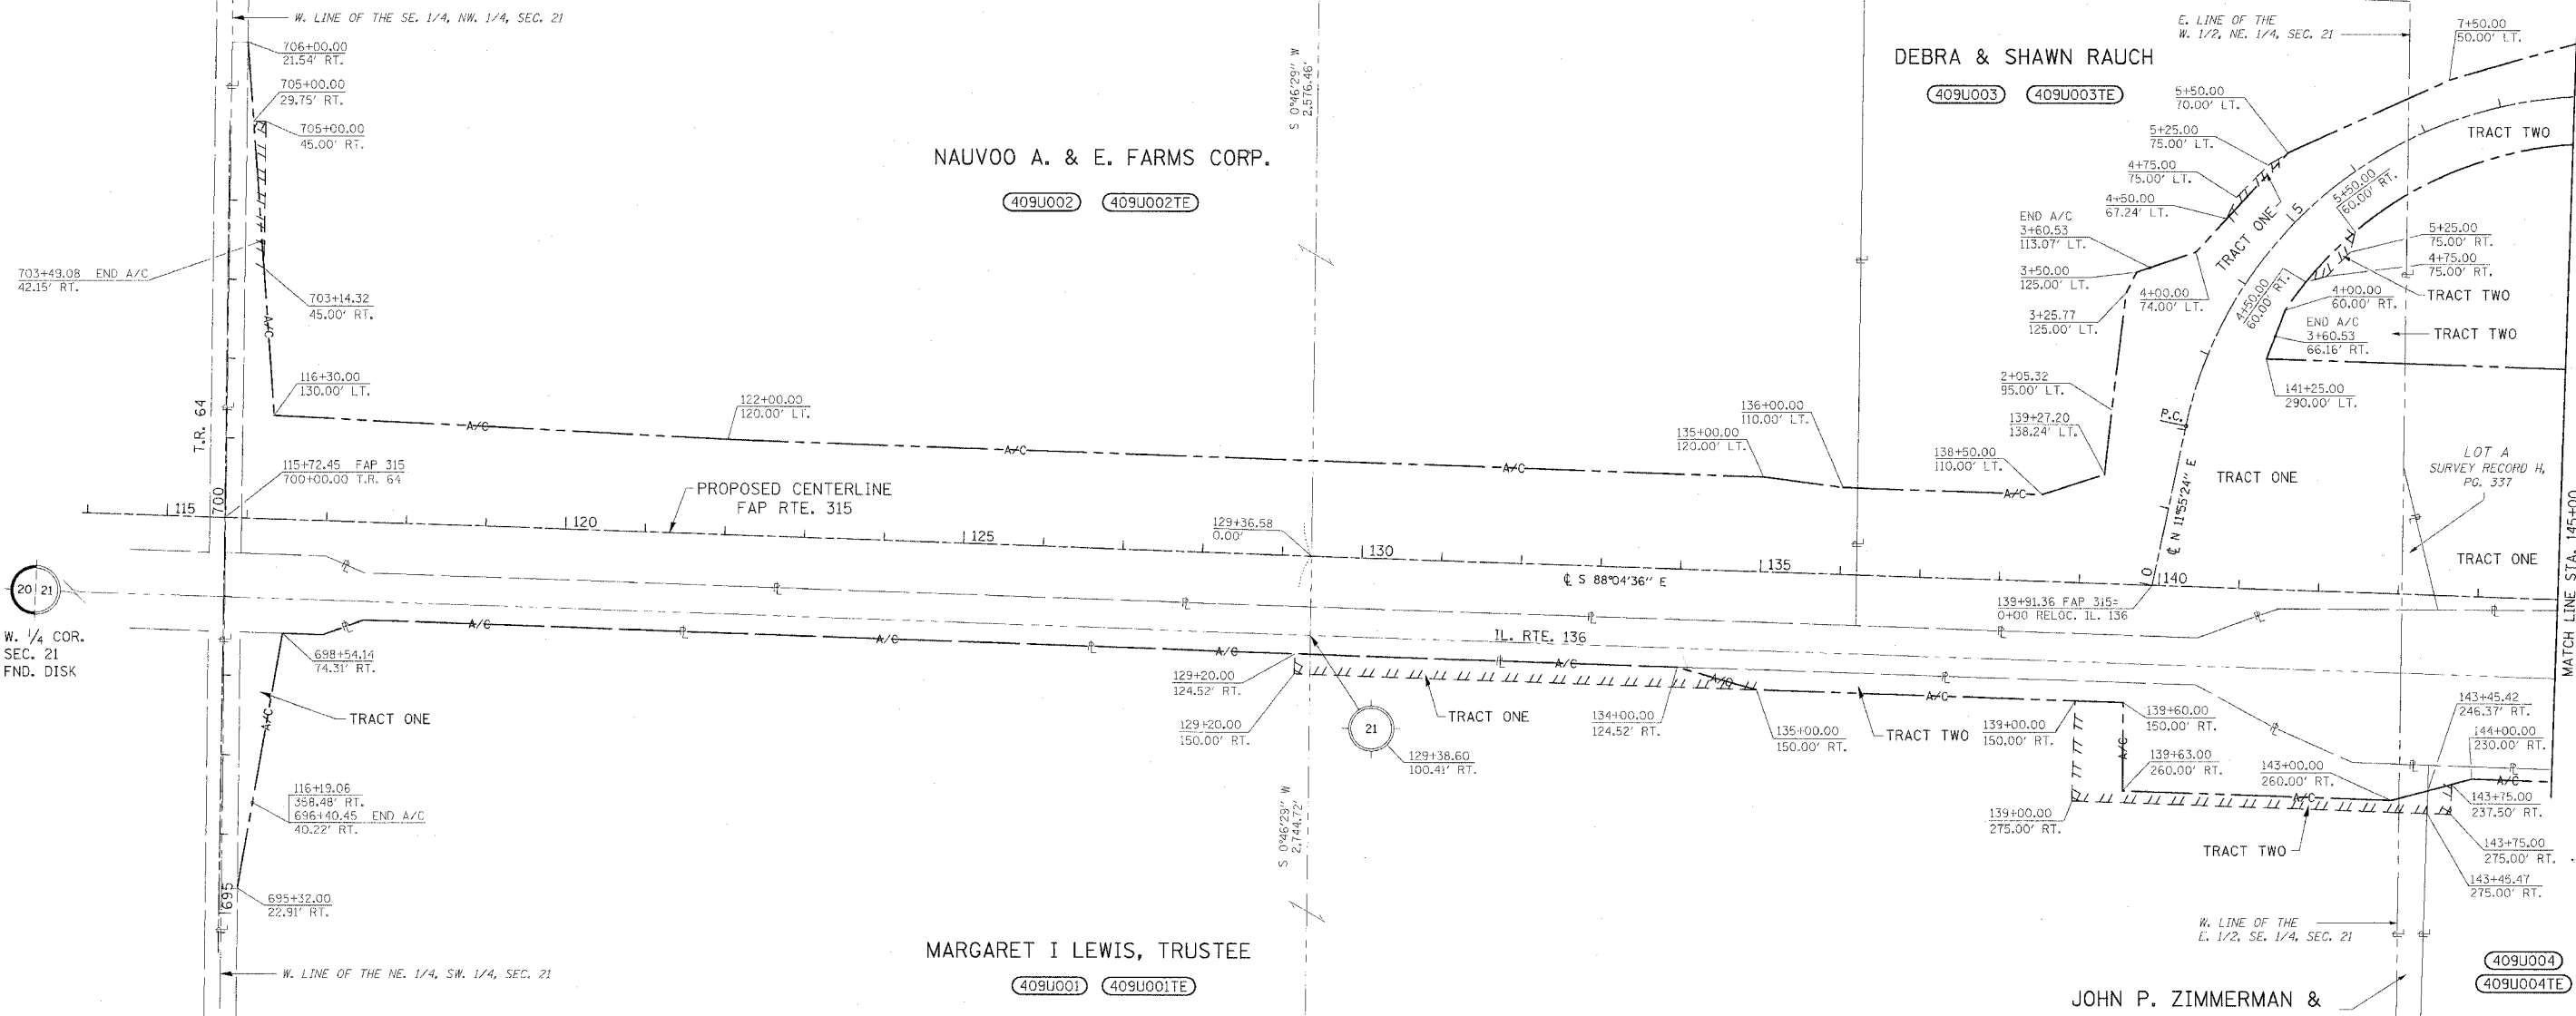 W. LINE OF THE SE. 1/4, NW. 1/4, SEC. 21
706+00.00
21.54' RT.
705+00.00
29.75' RT.
705+00.00
45.00' RT.
703+49.08 END A/C
42.15' RT.
703+14.32
45.00' RT.
A/C
116+30.00
130.00' LT.
T.R. 64
115+72.45 FAP 315
700+00.00 T.R. 64
115
700
A/C
122+00.00
120.00' LT.
PROPOSED CENTERLINE
FAP RTE. 315
120
125
NAUVOO A. & E. FARMS CORP.
409U002
409U002TE
S 0°46'29" W
2,576.46'
A/C
129+36.58
0.00'
130
A/C
135+00.00
120.00' LT.
136+00.00
110.00' LT.
135
℄ S 88°04'36" E
DEBRA & SHAWN RAUCH
409U003
409U003TE
E. LINE OF THE
W. 1/2, NE. 1/4, SEC. 21
7+50.00
50.00' LT.
5+50.00
70.00' LT.
5+25.00
75.00' LT.
4+75.00
75.00' LT.
4+50.00
67.24' LT.
END A/C
3+60.53
113.07' LT.
3+50.00
125.00' LT.
4+00.00
74.00' LT.
3+25.77
125.00' LT.
TRACT ONE
5
TRACT TWO
5+50.00
60.00' RT.
5+25.00
75.00' RT.
4+75.00
75.00' RT.
4+50.00
60.00' RT.
4+00.00
60.00' RT.
TRACT TWO
END A/C
3+60.53
66.16' RT.
TRACT TWO
2+05.32
95.00' LT.
139+27.20
138.24' LT.
138+50.00
110.00' LT.
A/C
141+25.00
290.00' LT.
P.C.
℄ N 11°55'24" E
TRACT ONE
LOT A
SURVEY RECORD H,
PG. 337
TRACT ONE
MATCH LINE STA. 145+00
0
140
139+91.36 FAP 315=
0+00 RELOC. IL. 136
20 21
W. 1/4 COR.
SEC. 21
FND. DISK
698+54.14
74.31' RT.
A/C
TRACT ONE
116+19.06
358.48' RT.
696+40.45 END A/C
40.22' RT.
695
695+32.00
22.91' RT.
W. LINE OF THE NE. 1/4, SW. 1/4, SEC. 21
A/C
A/C
A/C
IL. RTE. 136
A/C
129+20.00
124.52' RT.
129+20.00
150.00' RT.
TRACT ONE
21
129+38.60
100.41' RT.
S 0°46'29" W
2,744.72'
134+00.00
124.52' RT.
A/C
135+00.00
150.00' RT.
A/C
TRACT TWO
139+00.00
150.00' RT.
139+60.00
150.00' RT.
A/C
139+63.00
260.00' RT.
139+00.00
275.00' RT.
143+00.00
260.00' RT.
A/C
TRACT TWO
143+45.42
246.37' RT.
144+00.00
230.00' RT.
A/C
143+75.00
237.50' RT.
143+75.00
275.00' RT.
143+45.47
275.00' RT.
W. LINE OF THE
E. 1/2, SE. 1/4, SEC. 21
MARGARET I LEWIS, TRUSTEE
409U001
409U001TE
JOHN P. ZIMMERMAN &
409U004
409U004TE